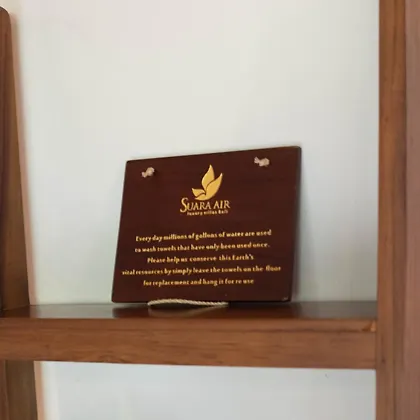 SUARA AIR
luxury villas Bali
Every day millions of gallons of water are used
to wash towels that have only been used once.
Please help us conserve this Earth's
vital resources by simply leave the towels on the floor
for replacement and hang it for re use